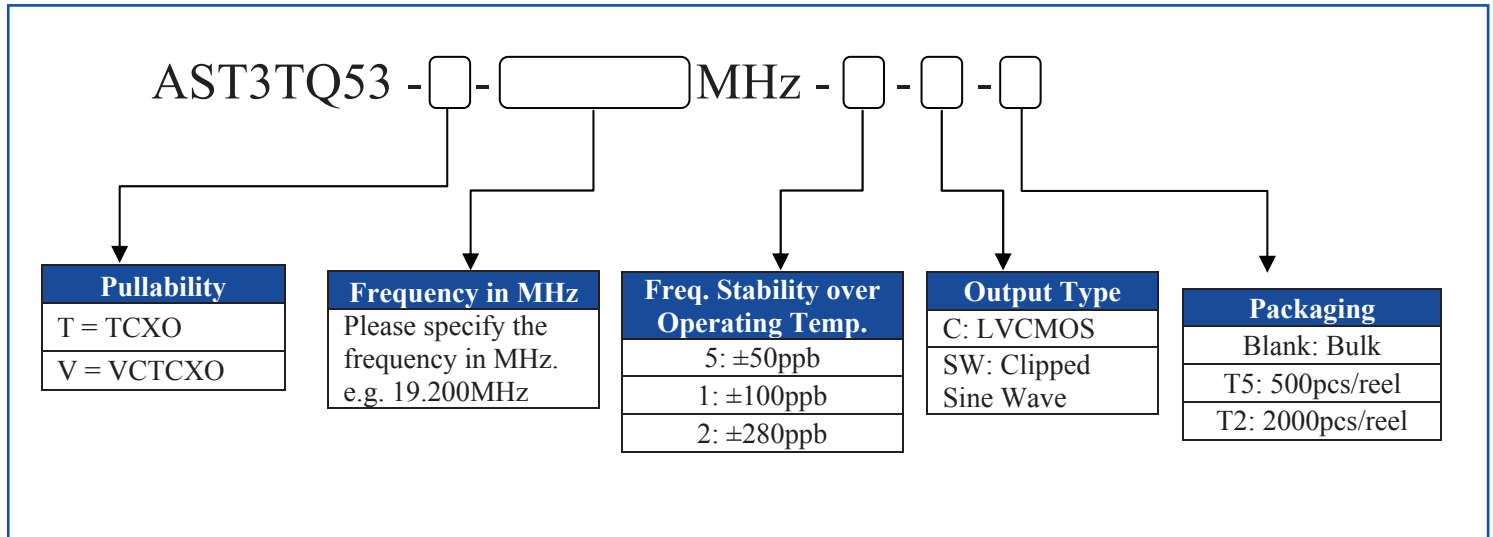 AST3TQ53 - - MHz - - -
Pullability
T = TCXO
V = VCTCXO
Frequency in MHz
Please specify the
frequency in MHz.
e.g. 19.200MHz
Freq. Stability over
Operating Temp.
5: ±50ppb
1: ±100ppb
2: ±280ppb
Output Type
C: LVCMOS
SW: Clipped
Sine Wave
Packaging
Blank: Bulk
T5: 500pcs/reel
T2: 2000pcs/reel